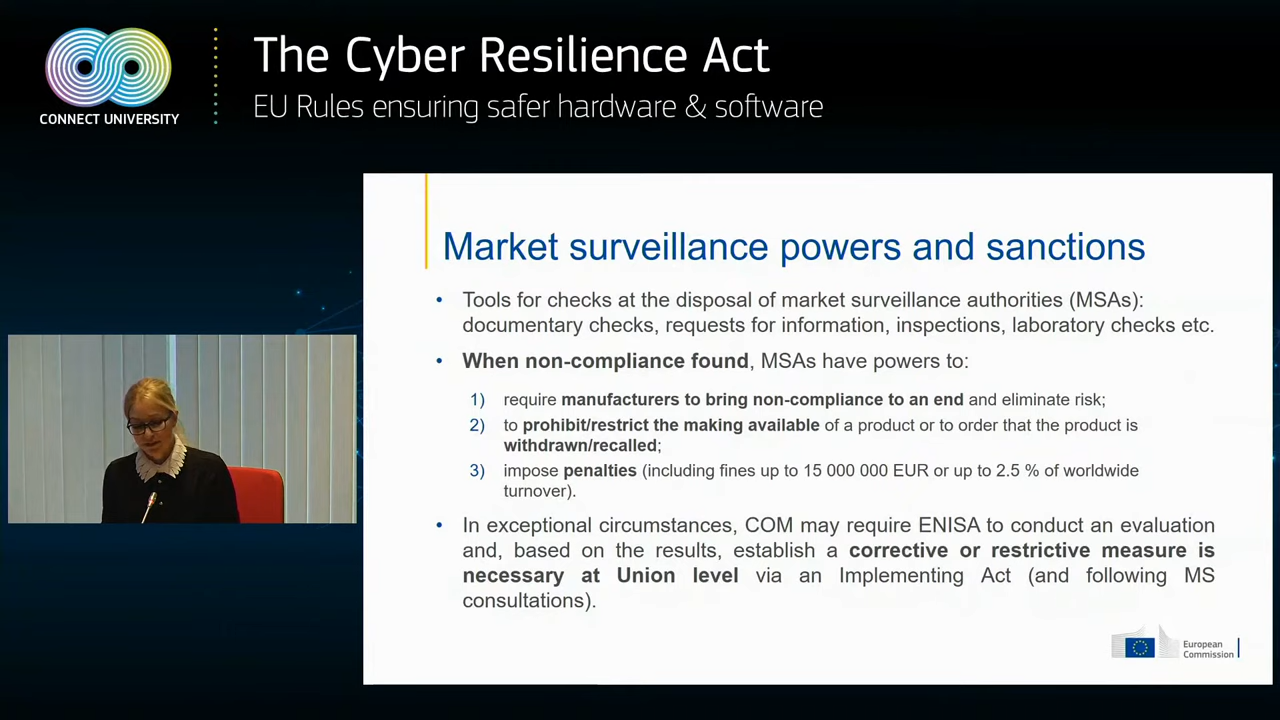 The Cyber Resilience Act
EU Rules ensuring safer hardware & software
CONNECT UNIVERSITY
Market surveillance powers and sanctions
• Tools for checks at the disposal of market surveillance authorities (MSAs):
documentary checks, requests for information, inspections, laboratory checks etc.
• When non-compliance found, MSAs have powers to:
1) require manufacturers to bring non-compliance to an end and eliminate risk;
2) to prohibit/restrict the making available of a product or to order that the product is
withdrawn/recalled;
3) impose penalties (including fines up to 15 000 000 EUR or up to 2.5 % of worldwide
turnover).
• In exceptional circumstances, COM may require ENISA to conduct an evaluation
and, based on the results, establish a corrective or restrictive measure is
necessary at Union level via an Implementing Act (and following MS
consultations).
European
Commission